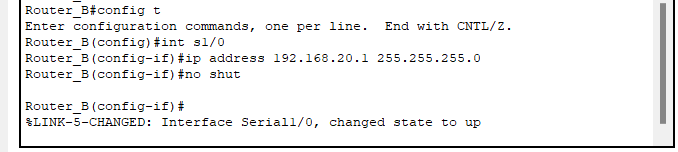 Router_B#config t
Enter configuration commands, one per line.  End with CNTL/Z.
Router_B(config)#int s1/0
Router_B(config-if)#ip address 192.168.20.1 255.255.255.0
Router_B(config-if)#no shut
Router_B(config-if)#
%LINK-5-CHANGED: Interface Serial1/0, changed state to up